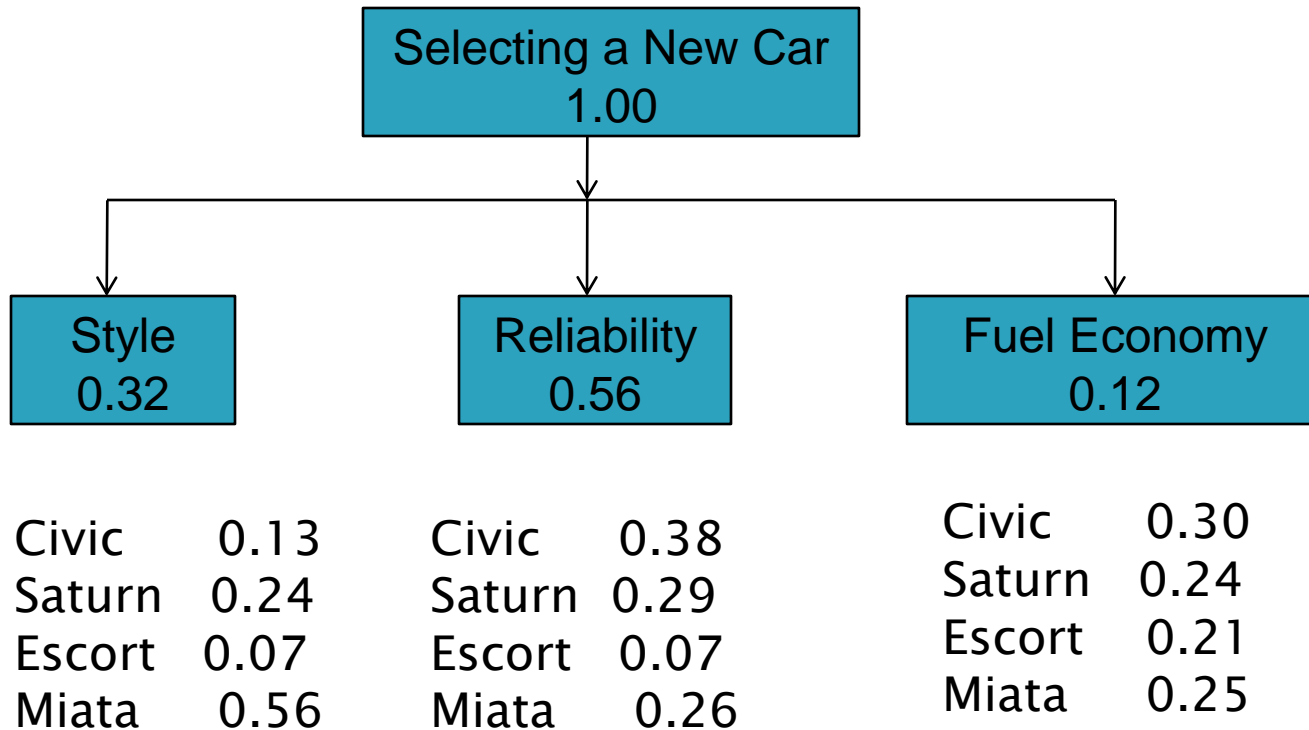 Selecting a New Car
1.00
Style
0.32
Reliability
0.56
Fuel Economy
0.12
Civic 0.13
Saturn 0.24
Escort 0.07
Miata 0.56
Civic 0.38
Saturn 0.29
Escort 0.07
Miata 0.26
Civic 0.30
Saturn 0.24
Escort 0.21
Miata 0.25